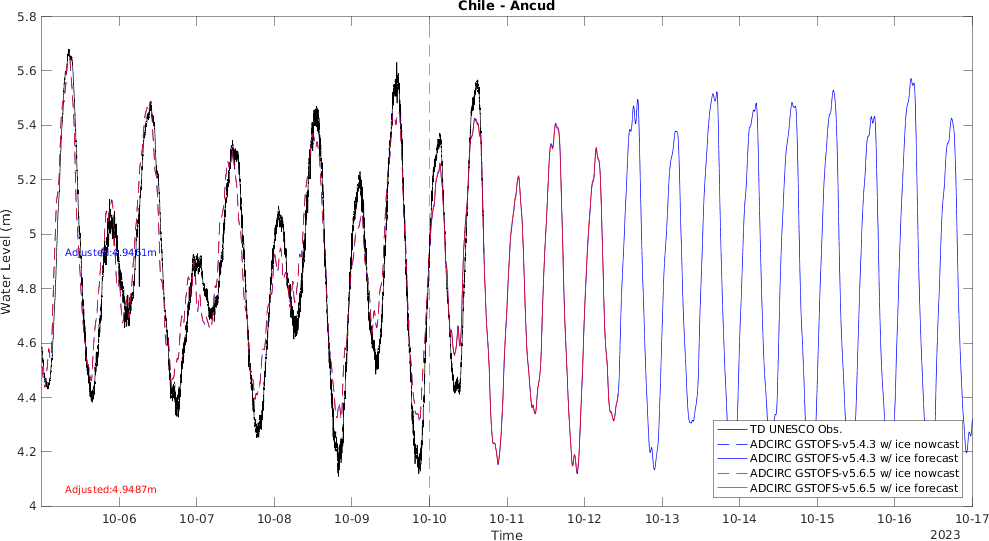 Chile - Ancud
5.8
5.6
5.4
5.2
5
4.8
4.6
4.4
4.2
4
Water Level (m)
Adjusted:4.9461m
Adjusted:4.9487m
TD UNESCO Obs.
ADCIRC GSTOFS-v5.4.3 w/ ice nowcast
ADCIRC GSTOFS-v5.4.3 w/ ice forecast
ADCIRC GSTOFS-v5.6.5 w/ ice nowcast
ADCIRC GSTOFS-v5.6.5 w/ ice forecast
10-06 10-07 10-08 10-09 10-10 10-11 10-12 10-13 10-14 10-15 10-16 10-17
Time
2023